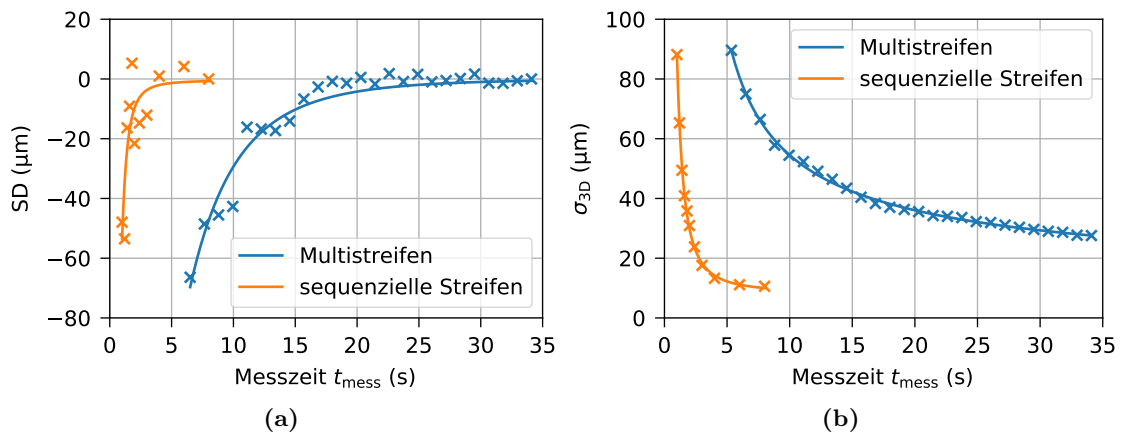 20
0
−20
−40
−60
−80
SD (µm)
0 5 10 15 20 25 30 35
Messzeit tmess (s)
Multistreifen
sequenzielle Streifen
(a)
100
80
60
40
20
0
σ3D (µm)
0 5 10 15 20 25 30 35
Messzeit tmess (s)
Multistreifen
sequenzielle Streifen
(b)